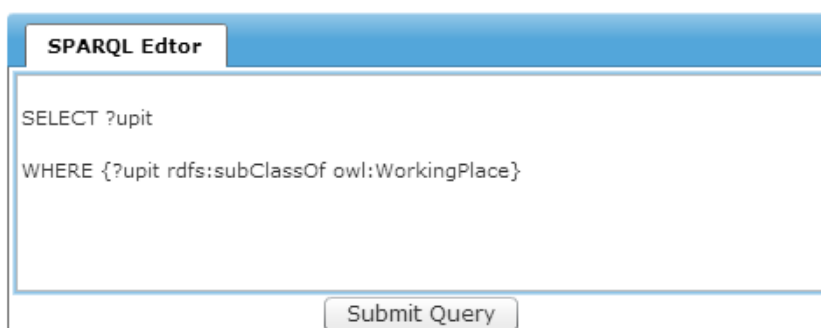 SPARQL Edtor
SELECT ?upit
WHERE {?upit rdfs:subClassOf owl:WorkingPlace}
Submit Query